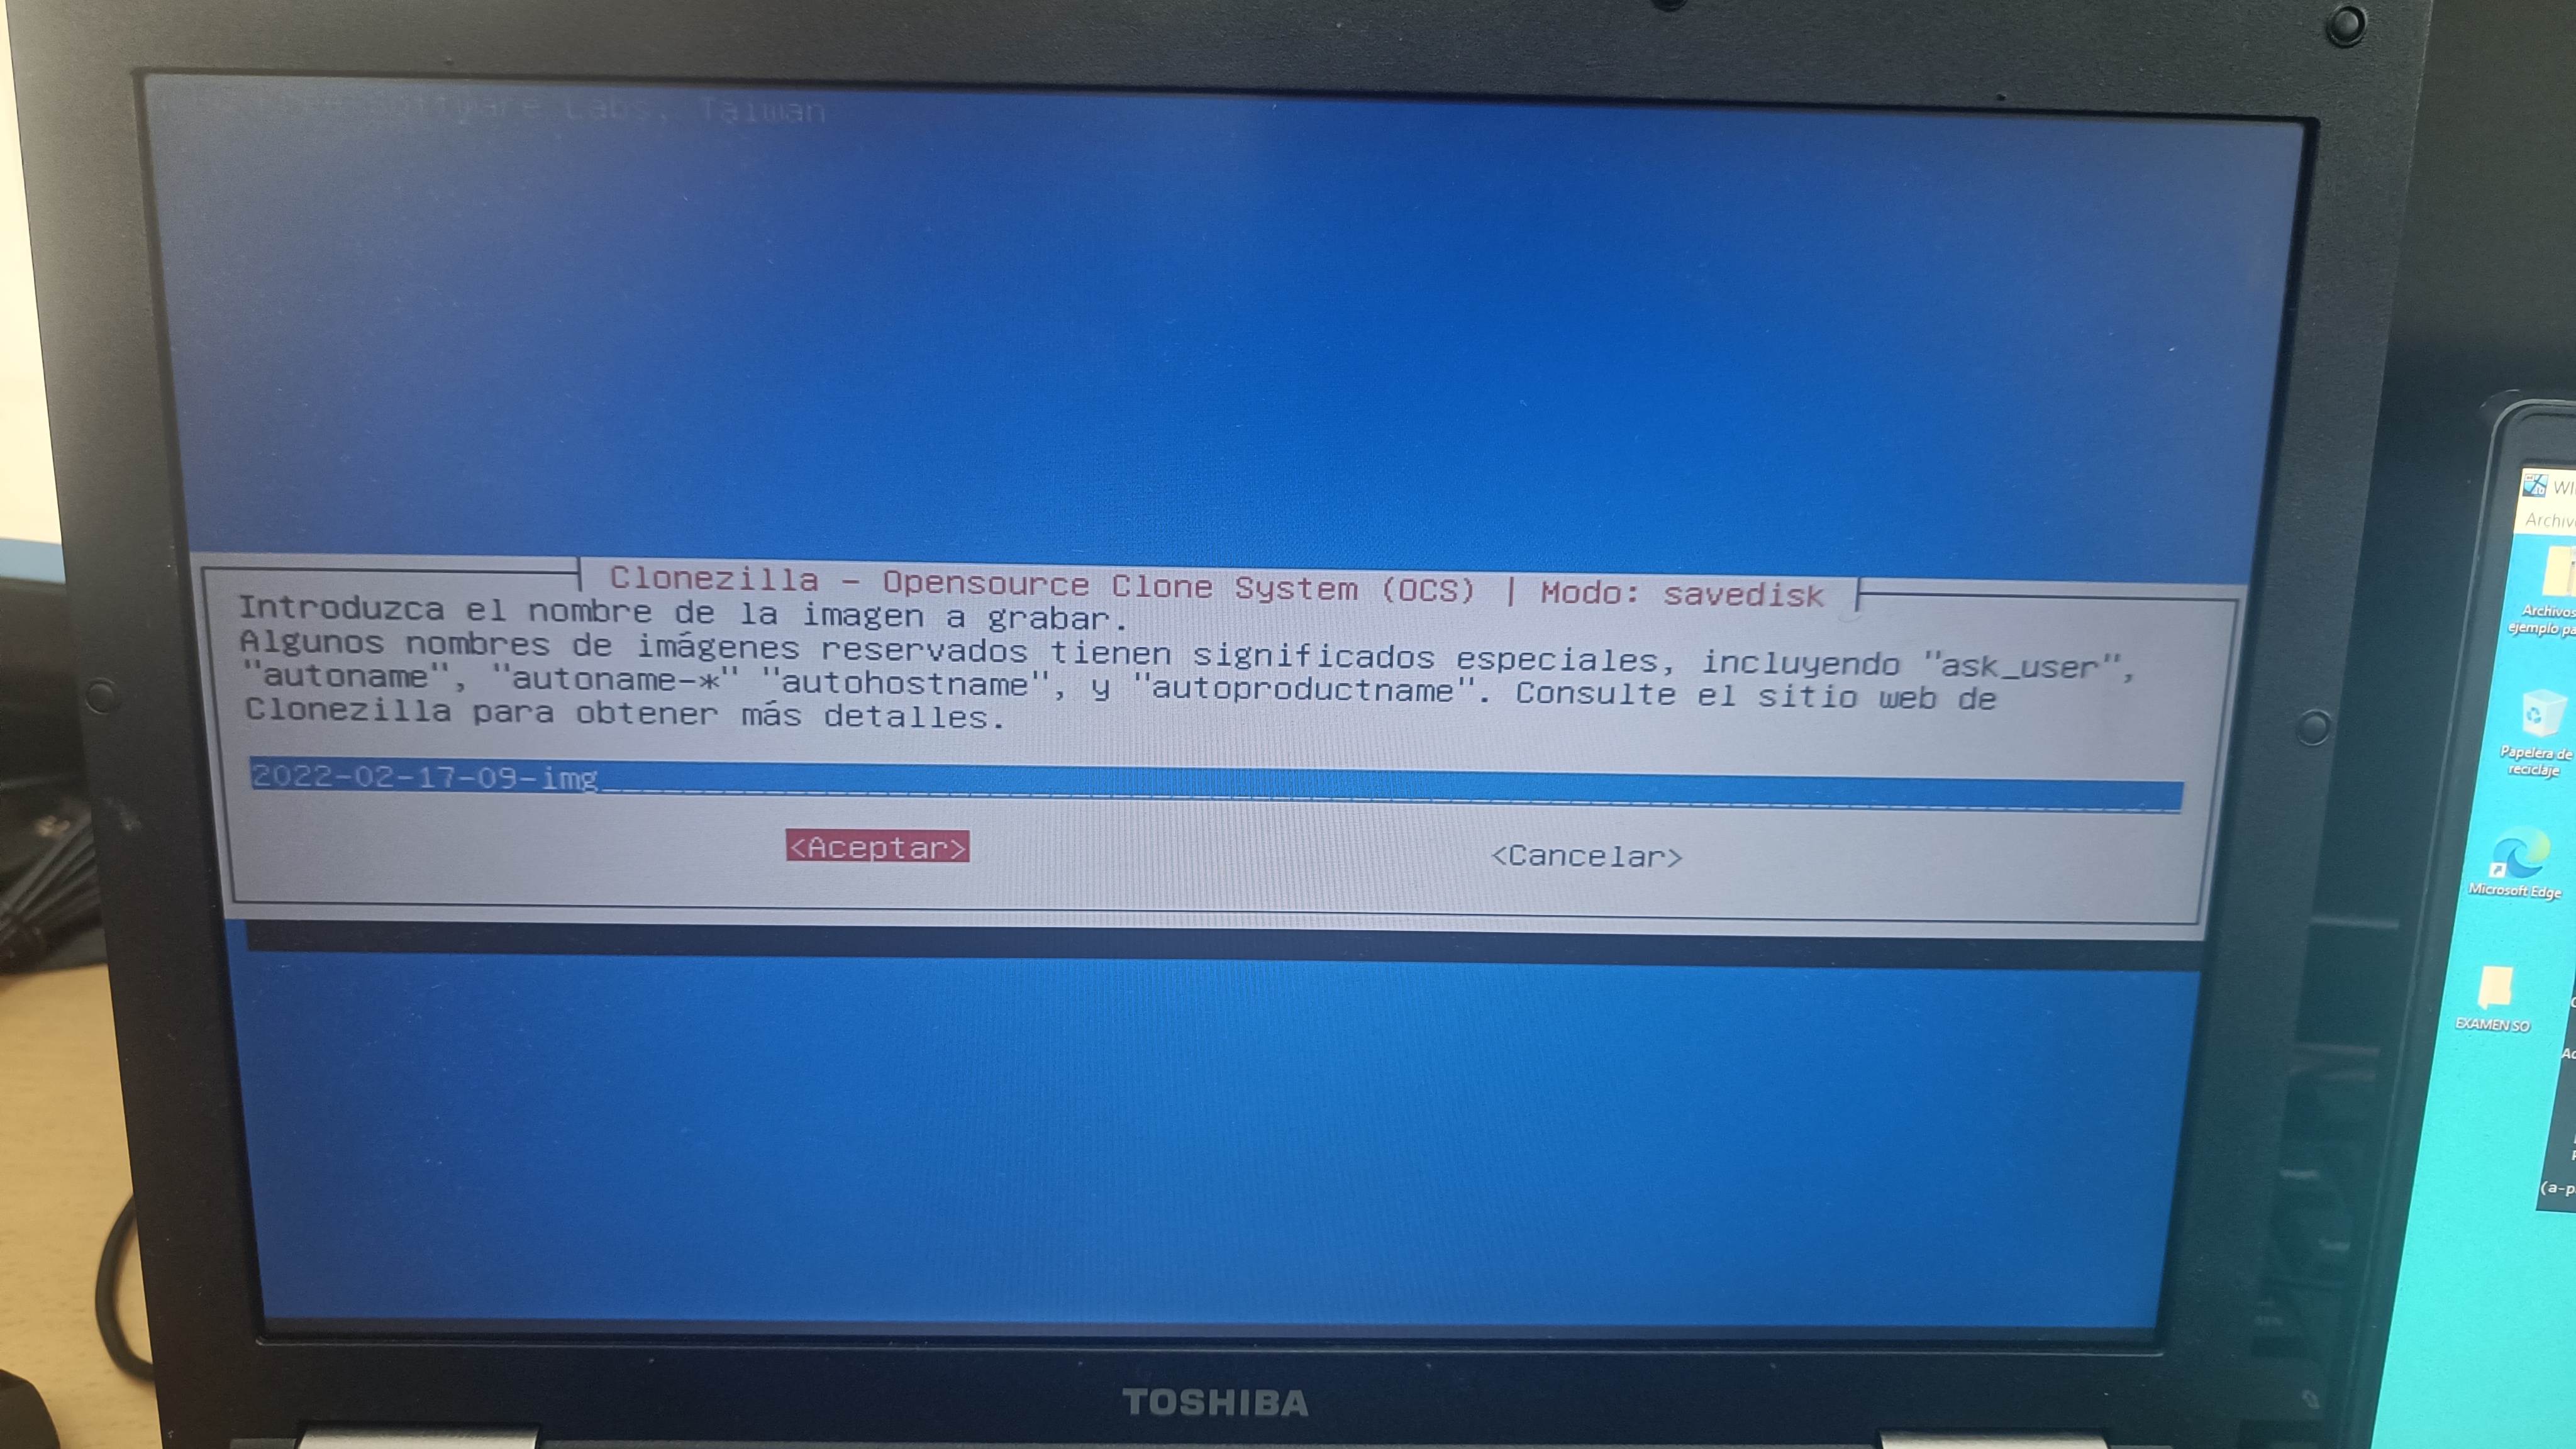 Software Labs, Taiwan
Clonezilla - Opensource Clone System (OCS) | Modo: savedisk
Introduzca el nombre de la imagen a grabar.
Algunos nombres de imágenes reservados tienen significados especiales, incluyendo "ask_user",
"autoname", "autoname-*" "autohostname", y "autoproductname". Consulte el sitio web de
Clonezilla para obtener más detalles.
2022-02-17-09-img
<Aceptar>
<Cancelar>
TOSHIBA
WI
Archiv
Archivos
ejemplo pa
Papelera de
reciclaje
Microsoft Edge
EXAMEN SO
(a-p